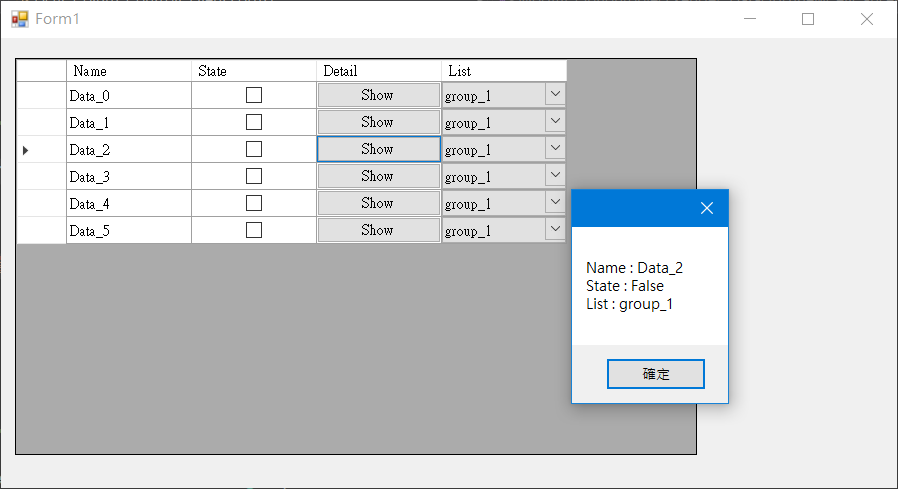 Form1
Name State Detail List
Data_0 Show group_1
Data_1 Show group_1
Data_2 Show group_1
Data_3 Show group_1
Data_4 Show group_1
Data_5 Show group_1
Name : Data_2
State : False
List : group_1
確定